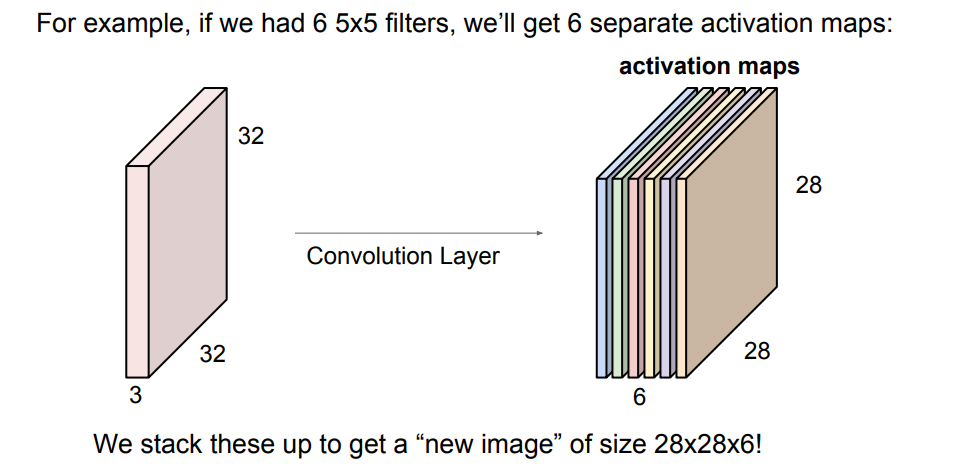 For example, if we had 6 5x5 filters, we’ll get 6 separate activation maps:
activation maps
32
28
Convolution Layer
32
28
3
6
We stack these up to get a “new image” of size 28x28x6!